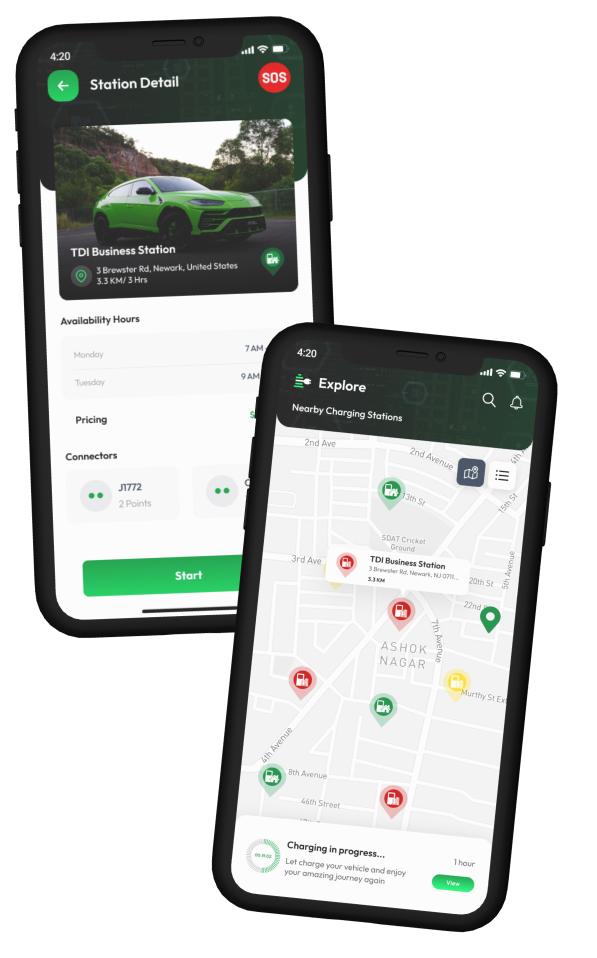 4:20
Station Detail
SOS
TDI Business Station
3 Brewster Rd, Newark, United States
3.3 KM/ 3 Hrs
Availability Hours
Monday
7 AM
Tuesday
9 AM
Pricing
$
Connectors
J1772
2 Points
C
Start
4:20
Explore
Nearby Charging Stations
2nd Ave
2nd Avenue
4th
13th St
15th St
SDAT Cricket
Ground
3rd Ave
TDI Business Station
3 Brewster Rd, Newark, NJ 0711...
3.3 KM
20th St
5th Avenue
22nd
7th Avenue
ASHOK
NAGAR
Murthy St Ex
4th Avenue
8th Avenue
46th Street
Charging in progress...
Let charge your vehicle and enjoy
your amazing journey again
1 hour
View